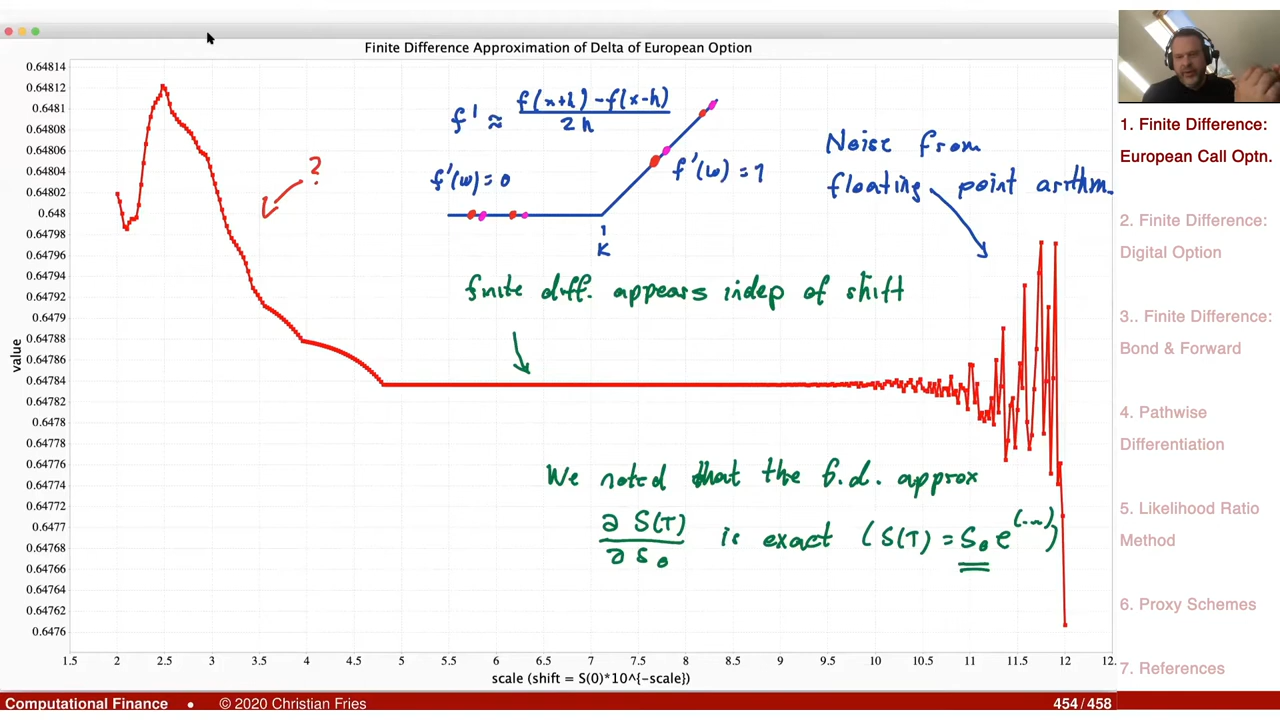 Finite Difference Approximation of Delta of European Option
0.64814
0.64812
0.6481
0.64808
0.64806
0.64804
0.64802
0.648
0.64798
0.64796
0.64794
0.64792
0.6479
0.64788
0.64786
0.64784
0.64782
0.6478
0.64778
0.64776
0.64774
0.64772
0.6477
0.64768
0.64766
0.64764
0.64762
0.6476
value
1.5 2 2.5 3 3.5 4 4.5 5 5.5 6 6.5 7 7.5 8 8.5 9 9.5 10 10.5 11 11.5 12 12.
scale (shift = S(0)*10^{-scale})
?
f' ≈ f(x+h) - f(x-h)
2h
f'(ω) = 0
f'(ω) = 1
K
Noise from
floating point arithm.
finite diff. appears indep of shift
We noted that the f.d. approx
∂ S(T)
∂ S₀
is exact (S(T) = S₀ e^(...))
1. Finite Difference:
European Call Optn.
2. Finite Difference:
Digital Option
3.. Finite Difference:
Bond & Forward
4. Pathwise
Differentiation
5. Likelihood Ratio
Method
6. Proxy Schemes
7. References
Computational Finance • © 2020 Christian Fries
454 / 458